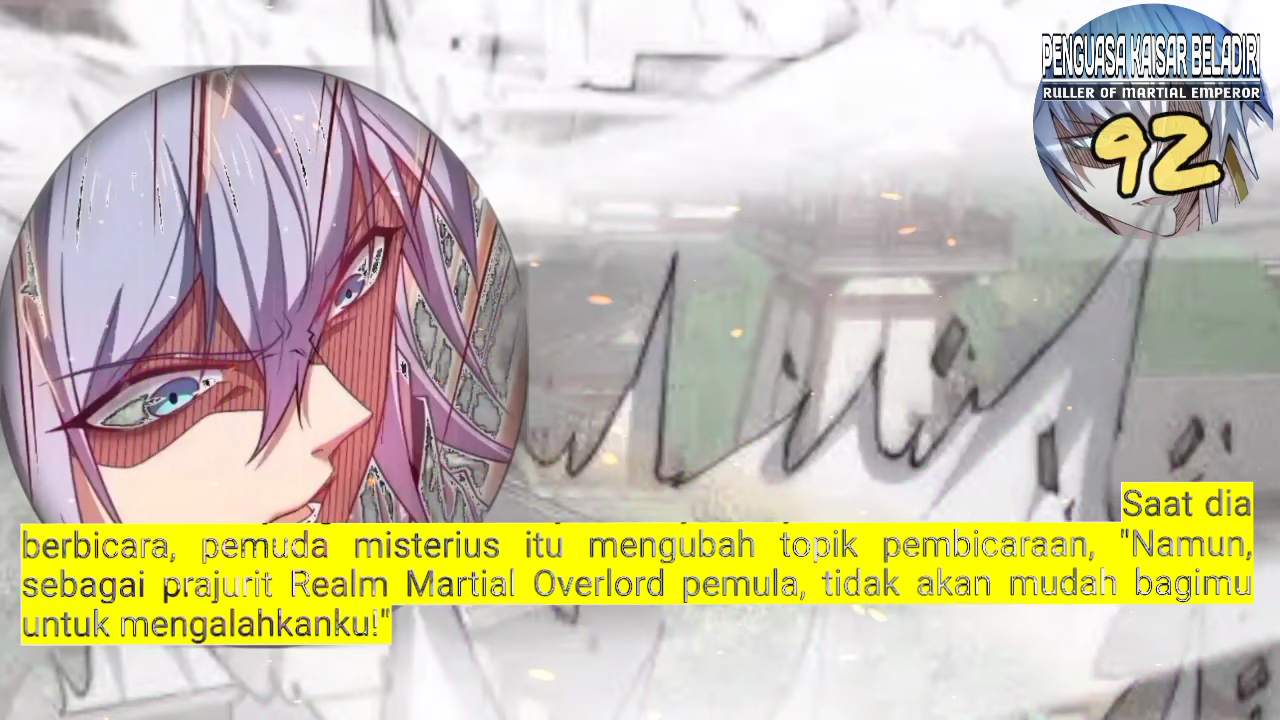 PENGUASA KAISAR BELADIRI
RULLER OF MARTIAL EMPEROR
92
Saat dia
berbicara, pemuda misterius itu mengubah topik pembicaraan, "Namun,
sebagai prajurit Realm Martial Overlord pemula, tidak akan mudah bagimu
untuk mengalahkanku!"